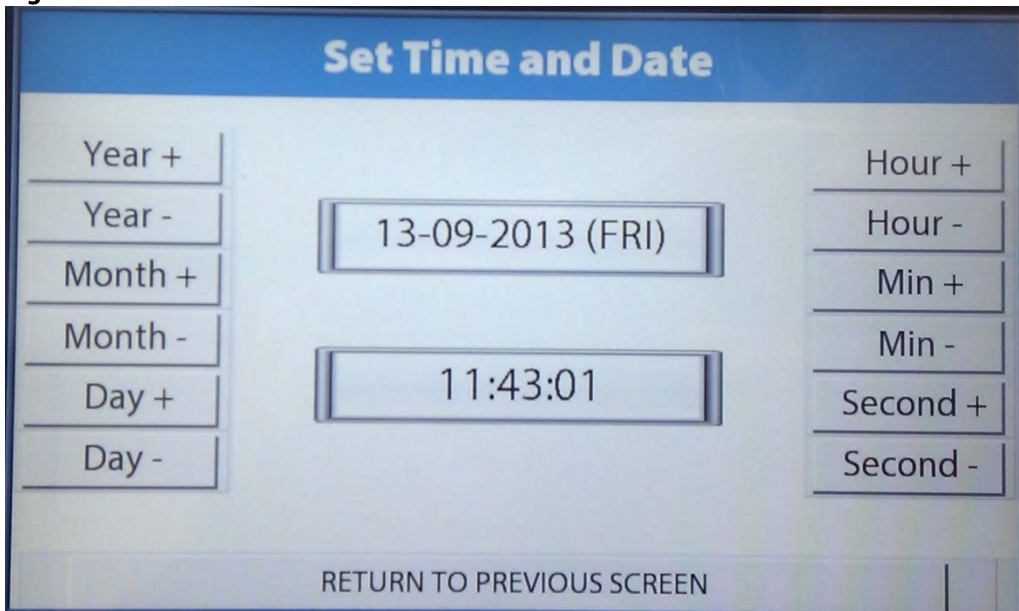 Set Time and Date
Year +
Year -
Month +
Month -
Day +
Day -
13-09-2013 (FRI)
11:43:01
Hour +
Hour -
Min +
Min -
Second +
Second -
RETURN TO PREVIOUS SCREEN